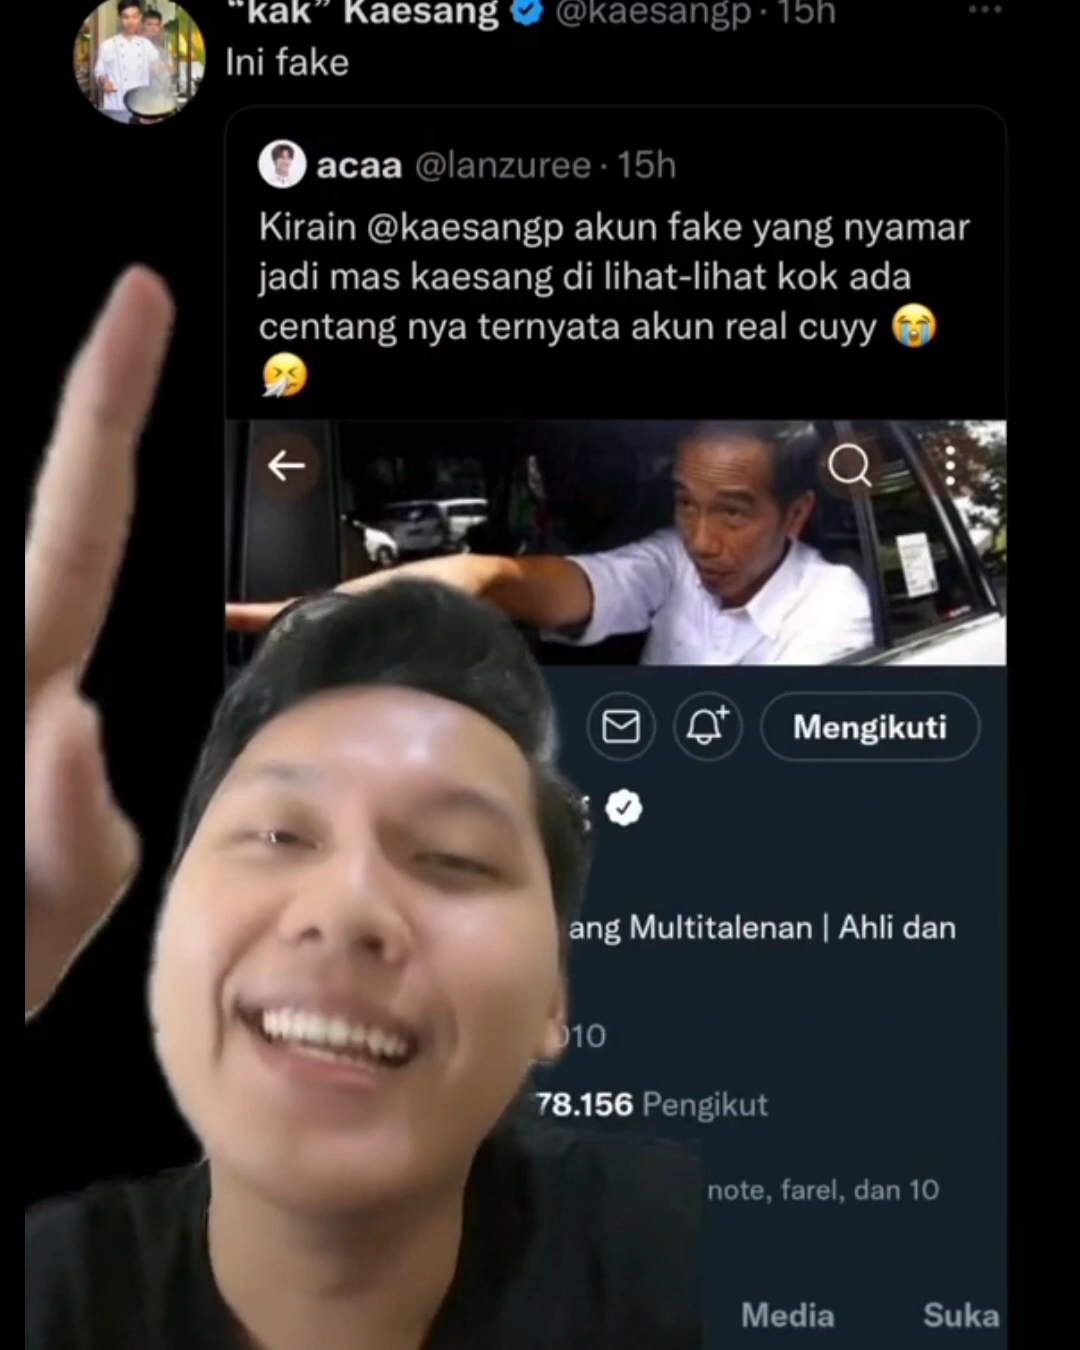 "kak" Kaesang @kaesangp · 15h
Ini fake
acaa @lanzuree · 15h
Kirain @kaesangp akun fake yang nyamar
jadi mas kaesang di lihat-lihat kok ada
centang nya ternyata akun real cuyy 😭
🤧
Mengikuti
ang Multitalenan | Ahli dan
010
78.156 Pengikut
note, farel, dan 10
Media Suka